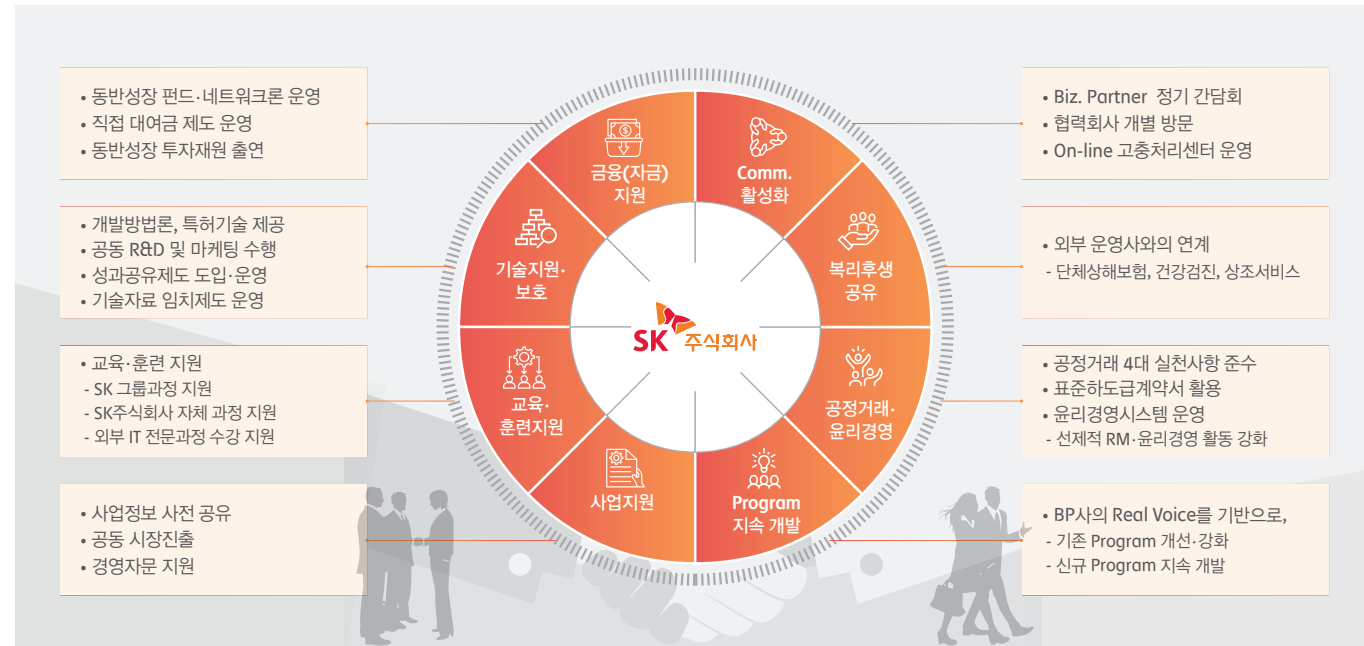 • 동반성장 펀드·네트워크론 운영
• 직접 대여금 제도 운영
• 동반성장 투자재원 출연
• 개발방법론, 특허기술 제공
• 공동 R&D 및 마케팅 수행
• 성과공유제도 도입·운영
• 기술자료 임치제도 운영
• 교육·훈련 지원
- SK 그룹과정 지원
- SK주식회사 자체 과정 지원
- 외부 IT 전문과정 수강 지원
• 사업정보 사전 공유
• 공동 시장진출
• 경영자문 지원
금융(자금)
지원
Comm.
활성화
기술지원·
보호
복리후생
공유
SK 주식회사
교육·
훈련지원
공정거래·
윤리경영
사업지원
Program
지속 개발
• Biz. Partner 정기 간담회
• 협력회사 개별 방문
• On-line 고충처리센터 운영
• 외부 운영사와의 연계
- 단체상해보험, 건강검진, 상조서비스
• 공정거래 4대 실천사항 준수
• 표준하도급계약서 활용
• 윤리경영시스템 운영
- 선제적 RM·윤리경영 활동 강화
• BP사의 Real Voice를 기반으로,
- 기존 Program 개선·강화
- 신규 Program 지속 개발